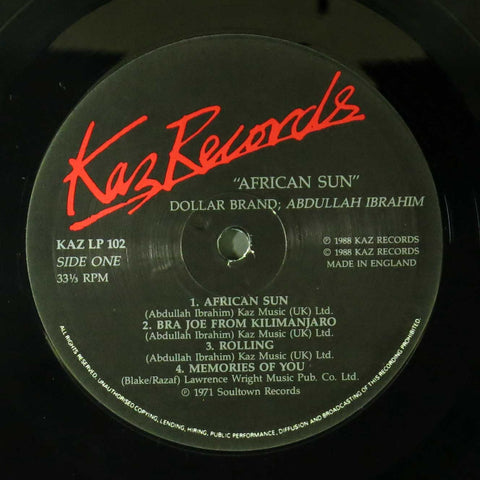 Kaz Records
"AFRICAN SUN"
DOLLAR BRAND; ABDULLAH IBRAHIM
KAZ LP 102
SIDE ONE
33⅓ RPM
℗ 1988 KAZ RECORDS
© 1988 KAZ RECORDS
MADE IN ENGLAND
1. AFRICAN SUN
(Abdullah Ibrahim) Kaz Music (UK) Ltd.
2. BRA JOE FROM KILIMANJARO
(Abdullah Ibrahim) Kaz Music (UK) Ltd.
3. ROLLING
(Abdullah Ibrahim) Kaz Music (UK) Ltd.
4. MEMORIES OF YOU
(Blake/Razaf) Lawrence Wright Music Pub. Co. Ltd.
℗ 1971 Soultown Records
ALL RIGHTS RESERVED. UNAUTHORISED COPYING, LENDING, HIRING, PUBLIC PERFORMANCE, DIFFUSION AND BROADCASTING OF THIS RECORDING PROHIBITED